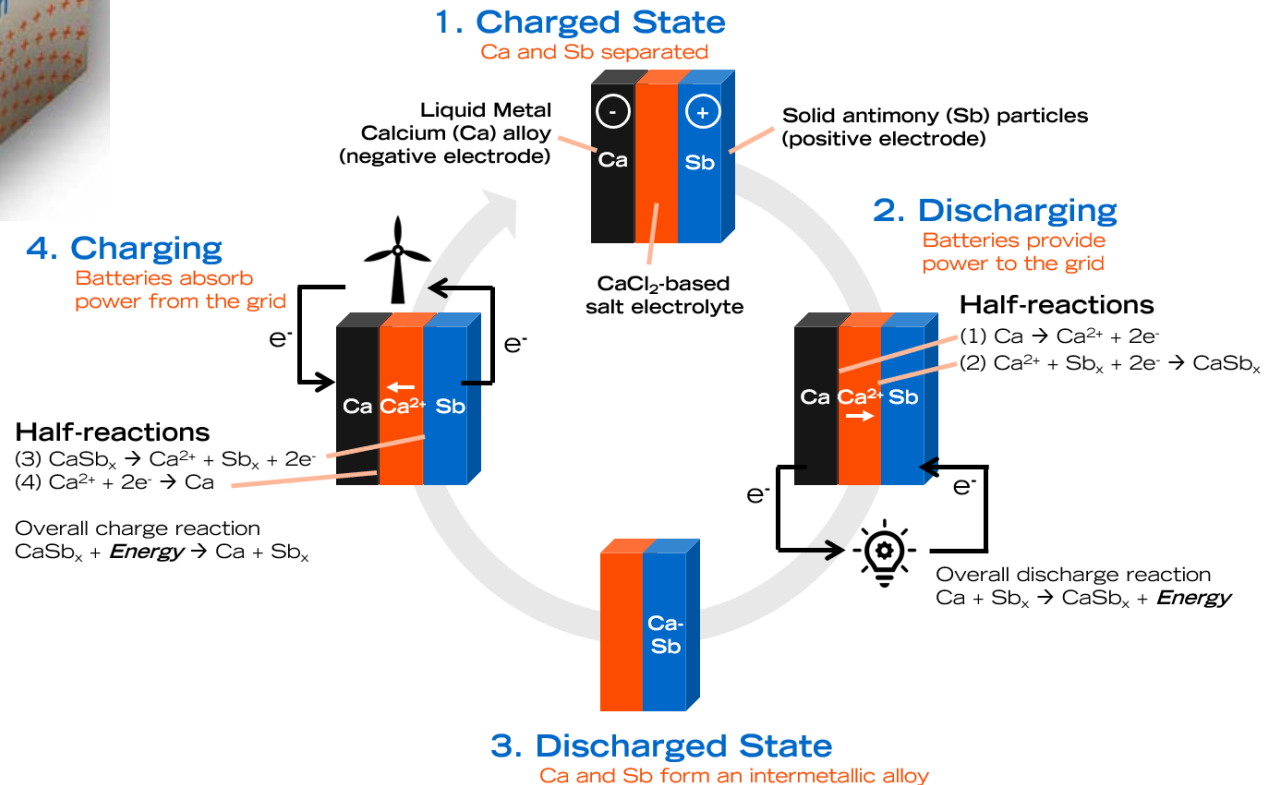 1. Charged State
Ca and Sb separated
Liquid Metal
Calcium (Ca) alloy
(negative electrode)
-
+
Ca
Sb
Solid antimony (Sb) particles
(positive electrode)
CaCl₂-based
salt electrolyte
2. Discharging
Batteries provide
power to the grid
Half-reactions
(1) Ca → Ca²⁺ + 2e⁻
(2) Ca²⁺ + Sbₓ + 2e⁻ → CaSbₓ
Ca Ca²⁺ Sb
e⁻
e⁻
Overall discharge reaction
Ca + Sbₓ → CaSbₓ + Energy
Ca-
Sb
3. Discharged State
Ca and Sb form an intermetallic alloy
4. Charging
Batteries absorb
power from the grid
e⁻
e⁻
Ca Ca²⁺ Sb
Half-reactions
(3) CaSbₓ → Ca²⁺ + Sbₓ + 2e⁻
(4) Ca²⁺ + 2e⁻ → Ca
Overall charge reaction
CaSbₓ + Energy → Ca + Sbₓ